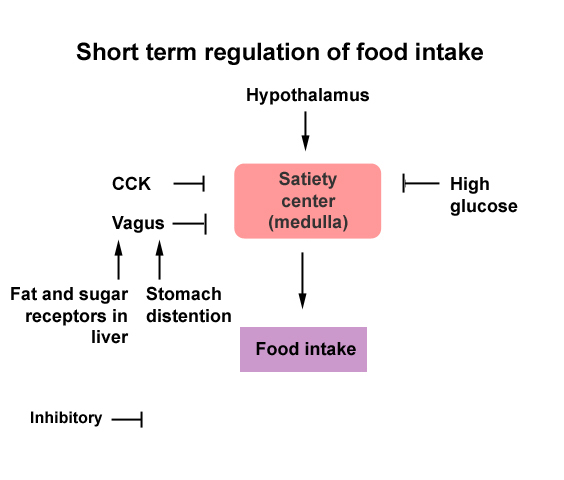 Short term regulation of food intake
Hypothalamus
CCK
Satiety
center
(medulla)
High
glucose
Vagus
Fat and sugar
receptors in
liver
Stomach
distention
Food intake
Inhibitory